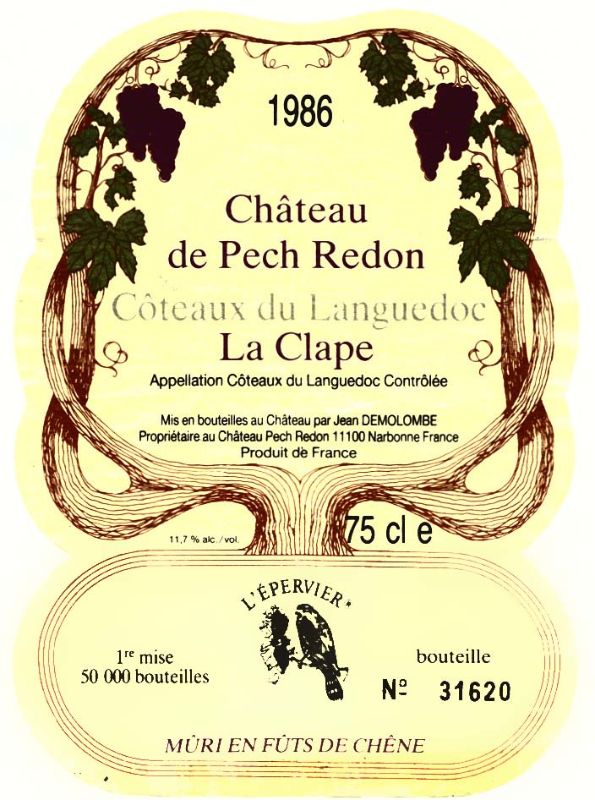 1986
Château
de Pech Redon
Côteaux du Languedoc
La Clape
Appellation Côteaux du Languedoc Contrôlée
Mis en bouteilles au Château par Jean DEMOLOMBE
Propriétaire au Château Pech Redon 11100 Narbonne France
Produit de France
11,7 % alc./vol.
75 cl e
L'ÉPERVIER*
1re mise
50 000 bouteilles
bouteille
Nº 31620
MÛRI EN FÛTS DE CHÊNE